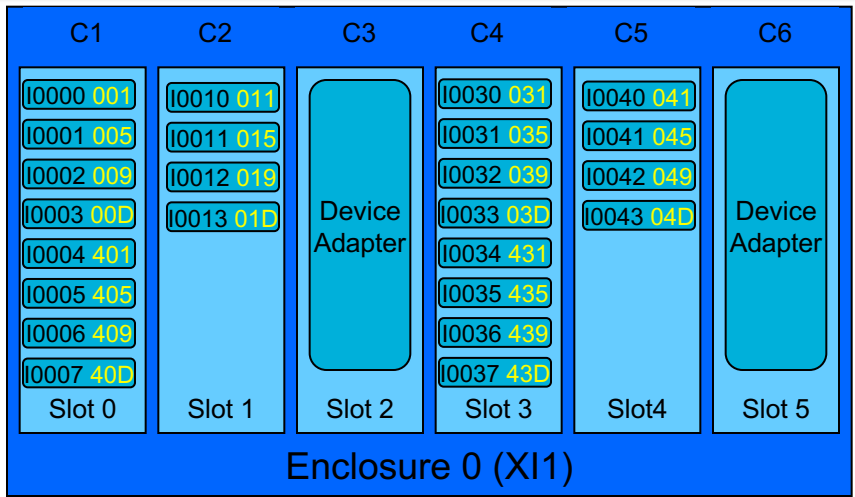 C1 C2 C3 C4 C5 C6
I0000 001
I0001 005
I0002 009
I0003 00D
I0004 401
I0005 405
I0006 409
I0007 40D
Slot 0
I0010 011
I0011 015
I0012 019
I0013 01D
Slot 1
Device
Adapter
Slot 2
I0030 031
I0031 035
I0032 039
I0033 03D
I0034 431
I0035 435
I0036 439
I0037 43D
Slot 3
I0040 041
I0041 045
I0042 049
I0043 04D
Slot4
Device
Adapter
Slot 5
Enclosure 0 (XI1)